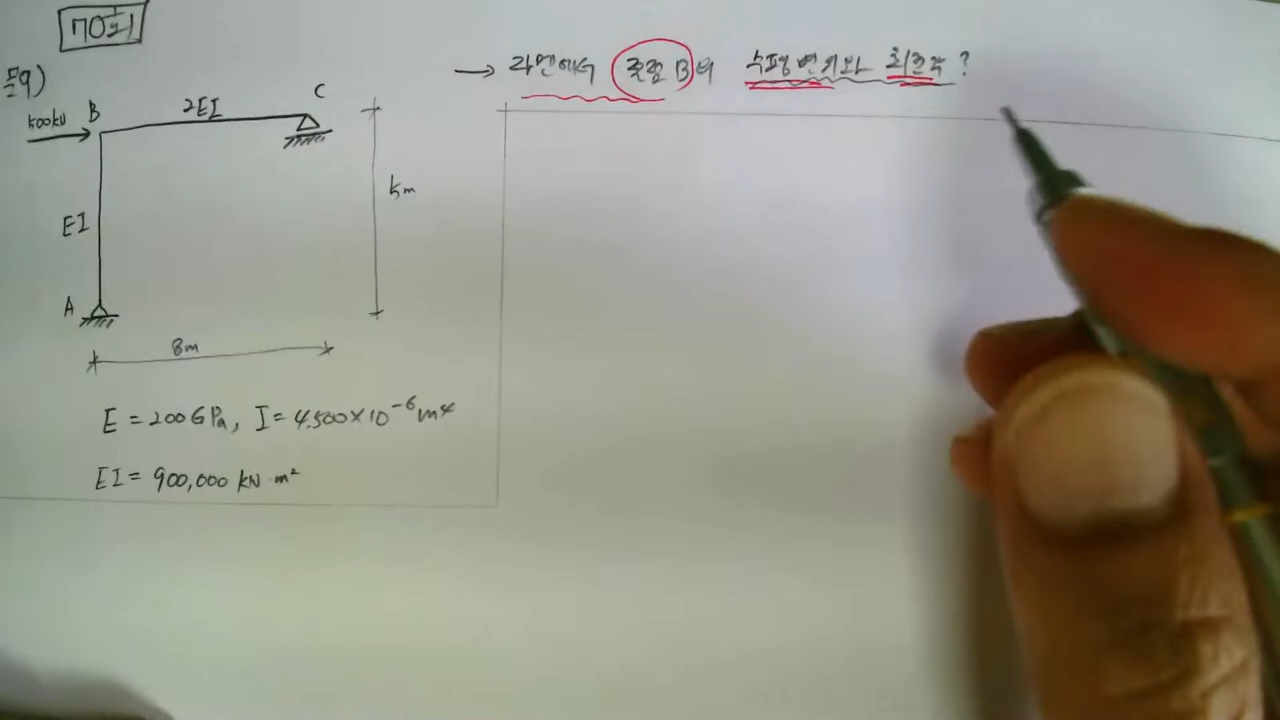 70회
문9)
→ 라멘에서 절점 B의 수평변위와 회전각?
500kN
B
2EI
C
5m
EI
A
8m
E = 200GPa, I = 4,500×10⁻⁶m⁴
EI = 900,000 kN·m²